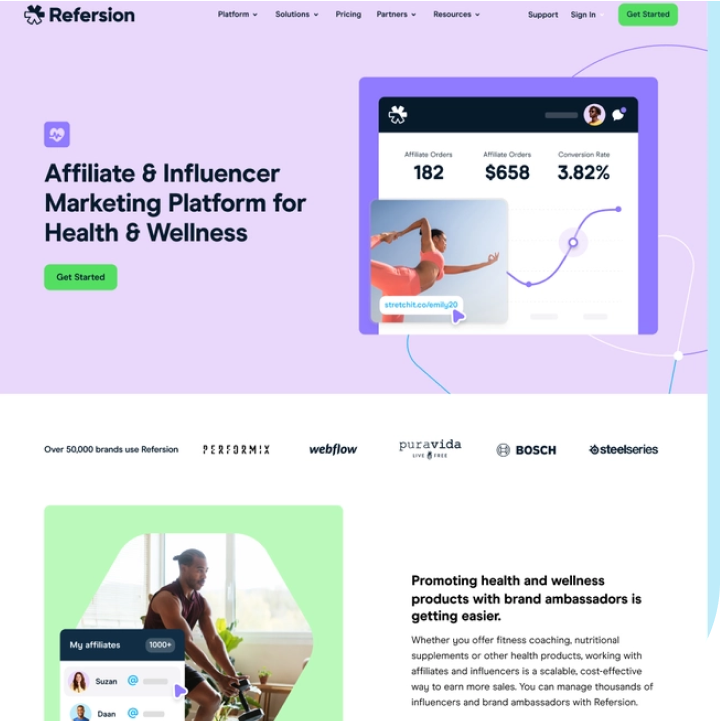 Refersion
Platform
Solutions
Pricing
Partners
Resources
Support
Sign In
Get Started
Affiliate & Influencer
Marketing Platform for
Health & Wellness
Get Started
Affiliate Orders
182
Affiliate Orders
$658
Conversion Rate
3.82%
stretchit.co/emily20
Over 50,000 brands use Refersion
PERFORMIX
webflow
puravida
LIVE FREE
BOSCH
steelseries
My affiliates
1000+
Suzan
@
Daan
@
Promoting health and wellness
products with brand ambassadors is
getting easier.
Whether you offer fitness coaching, nutritional
supplements or other health products, working with
affiliates and influencers is a scalable, cost-effective
way to earn more sales. You can manage thousands of
influencers and brand ambassadors with Refersion.